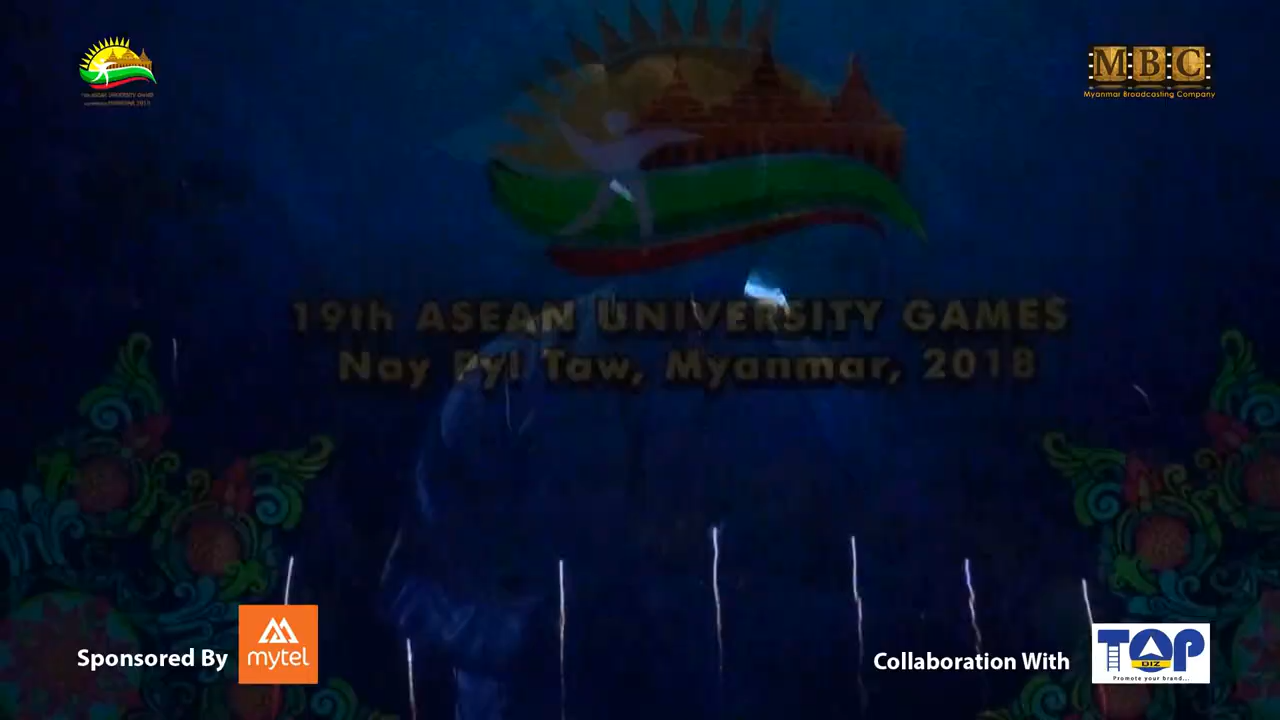 MBC
Myanmar Broadcasting Company
19th ASEAN UNIVERSITY GAMES
Nay Pyi Taw, Myanmar, 2018
Sponsored By
mytel
Collaboration With
TOP
DIZ
Promote your brand...